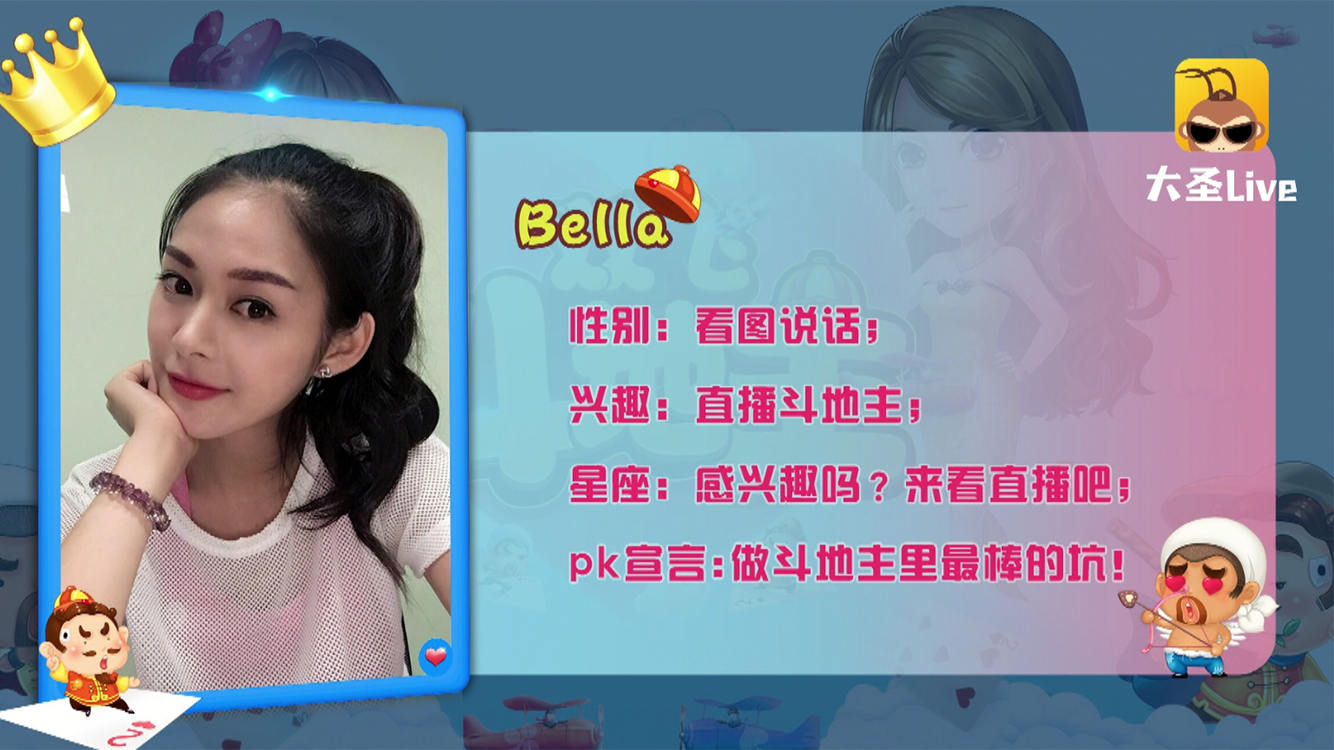 大圣Live
Bella
性别：看图说话；
兴趣：直播斗地主；
星座：感兴趣吗？来看直播吧；
pk宣言:做斗地主里最棒的坑!
2